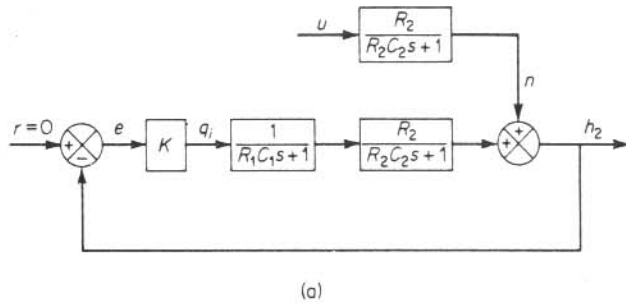 u
R₂
R₂C₂s + 1
n
r = 0
+
−
e
K
qᵢ
1
R₁C₁s + 1
R₂
R₂C₂s + 1
+
+
h₂
(a)